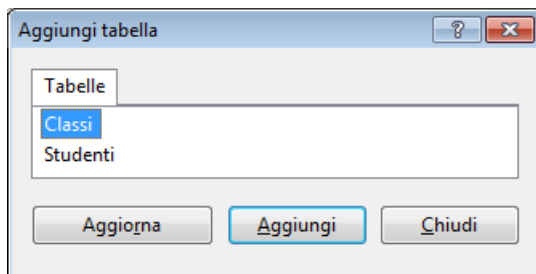 Aggiungi tabella
Tabelle
Classi
Studenti
Aggiorna Aggiungi Chiudi